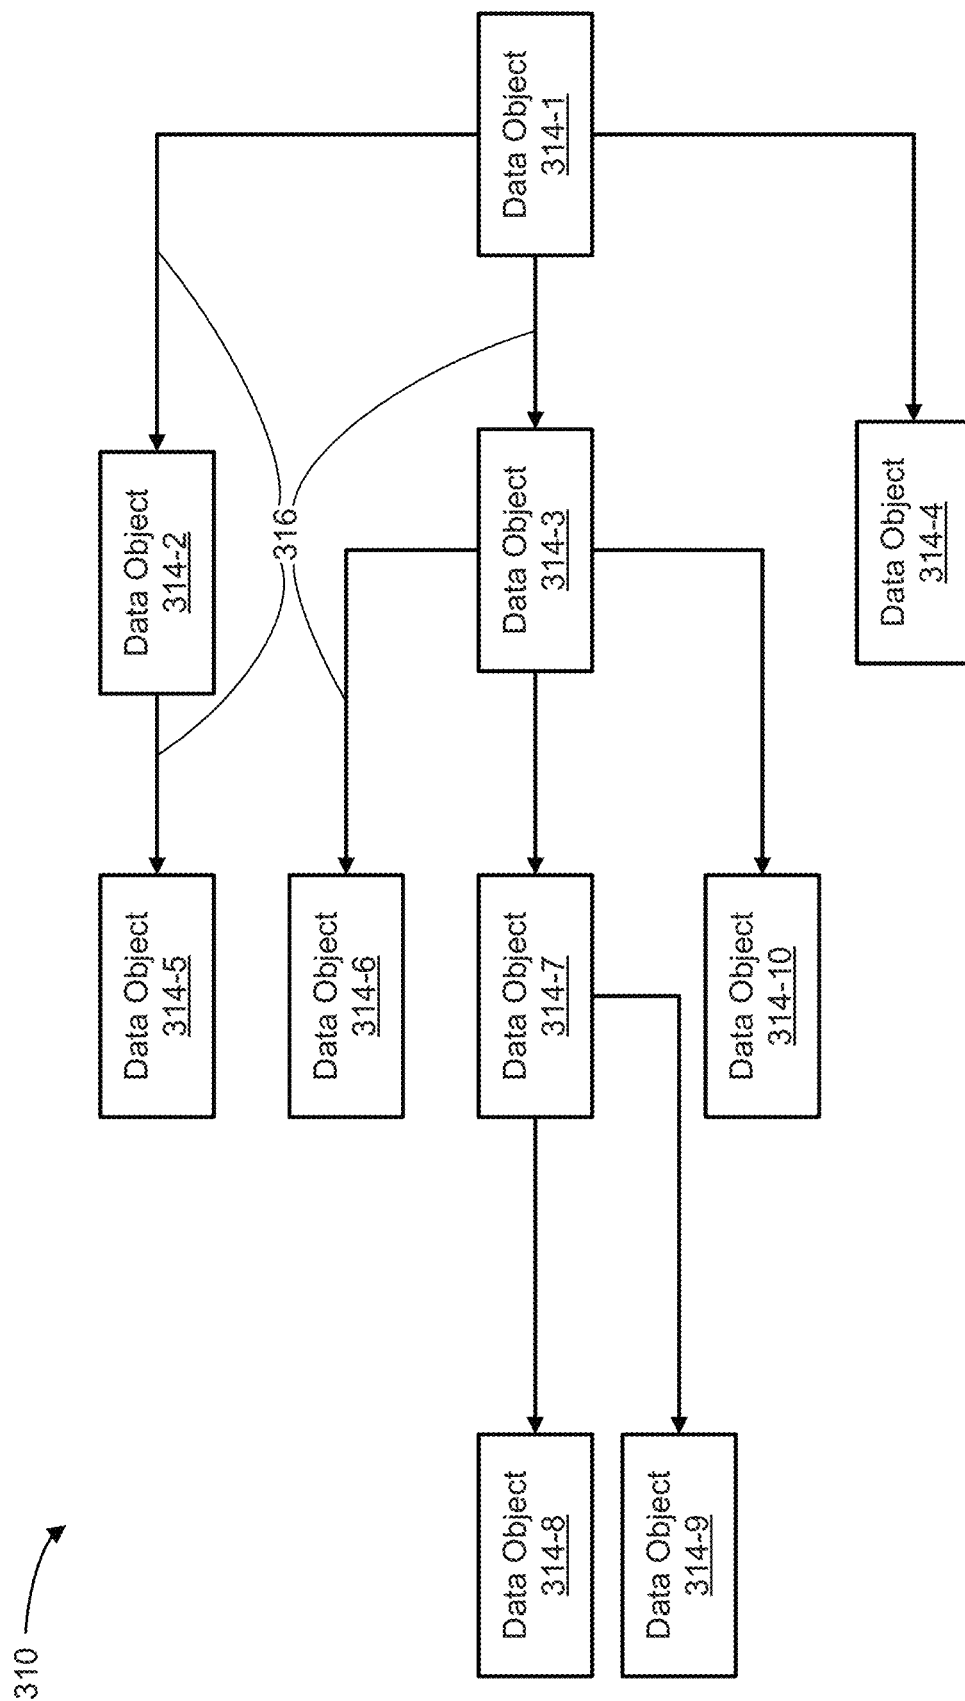 310
Data Object
314-1
Data Object
314-2
Data Object
314-3
Data Object
314-4
316
Data Object
314-5
Data Object
314-6
Data Object
314-7
Data Object
314-10
Data Object
314-8
Data Object
314-9